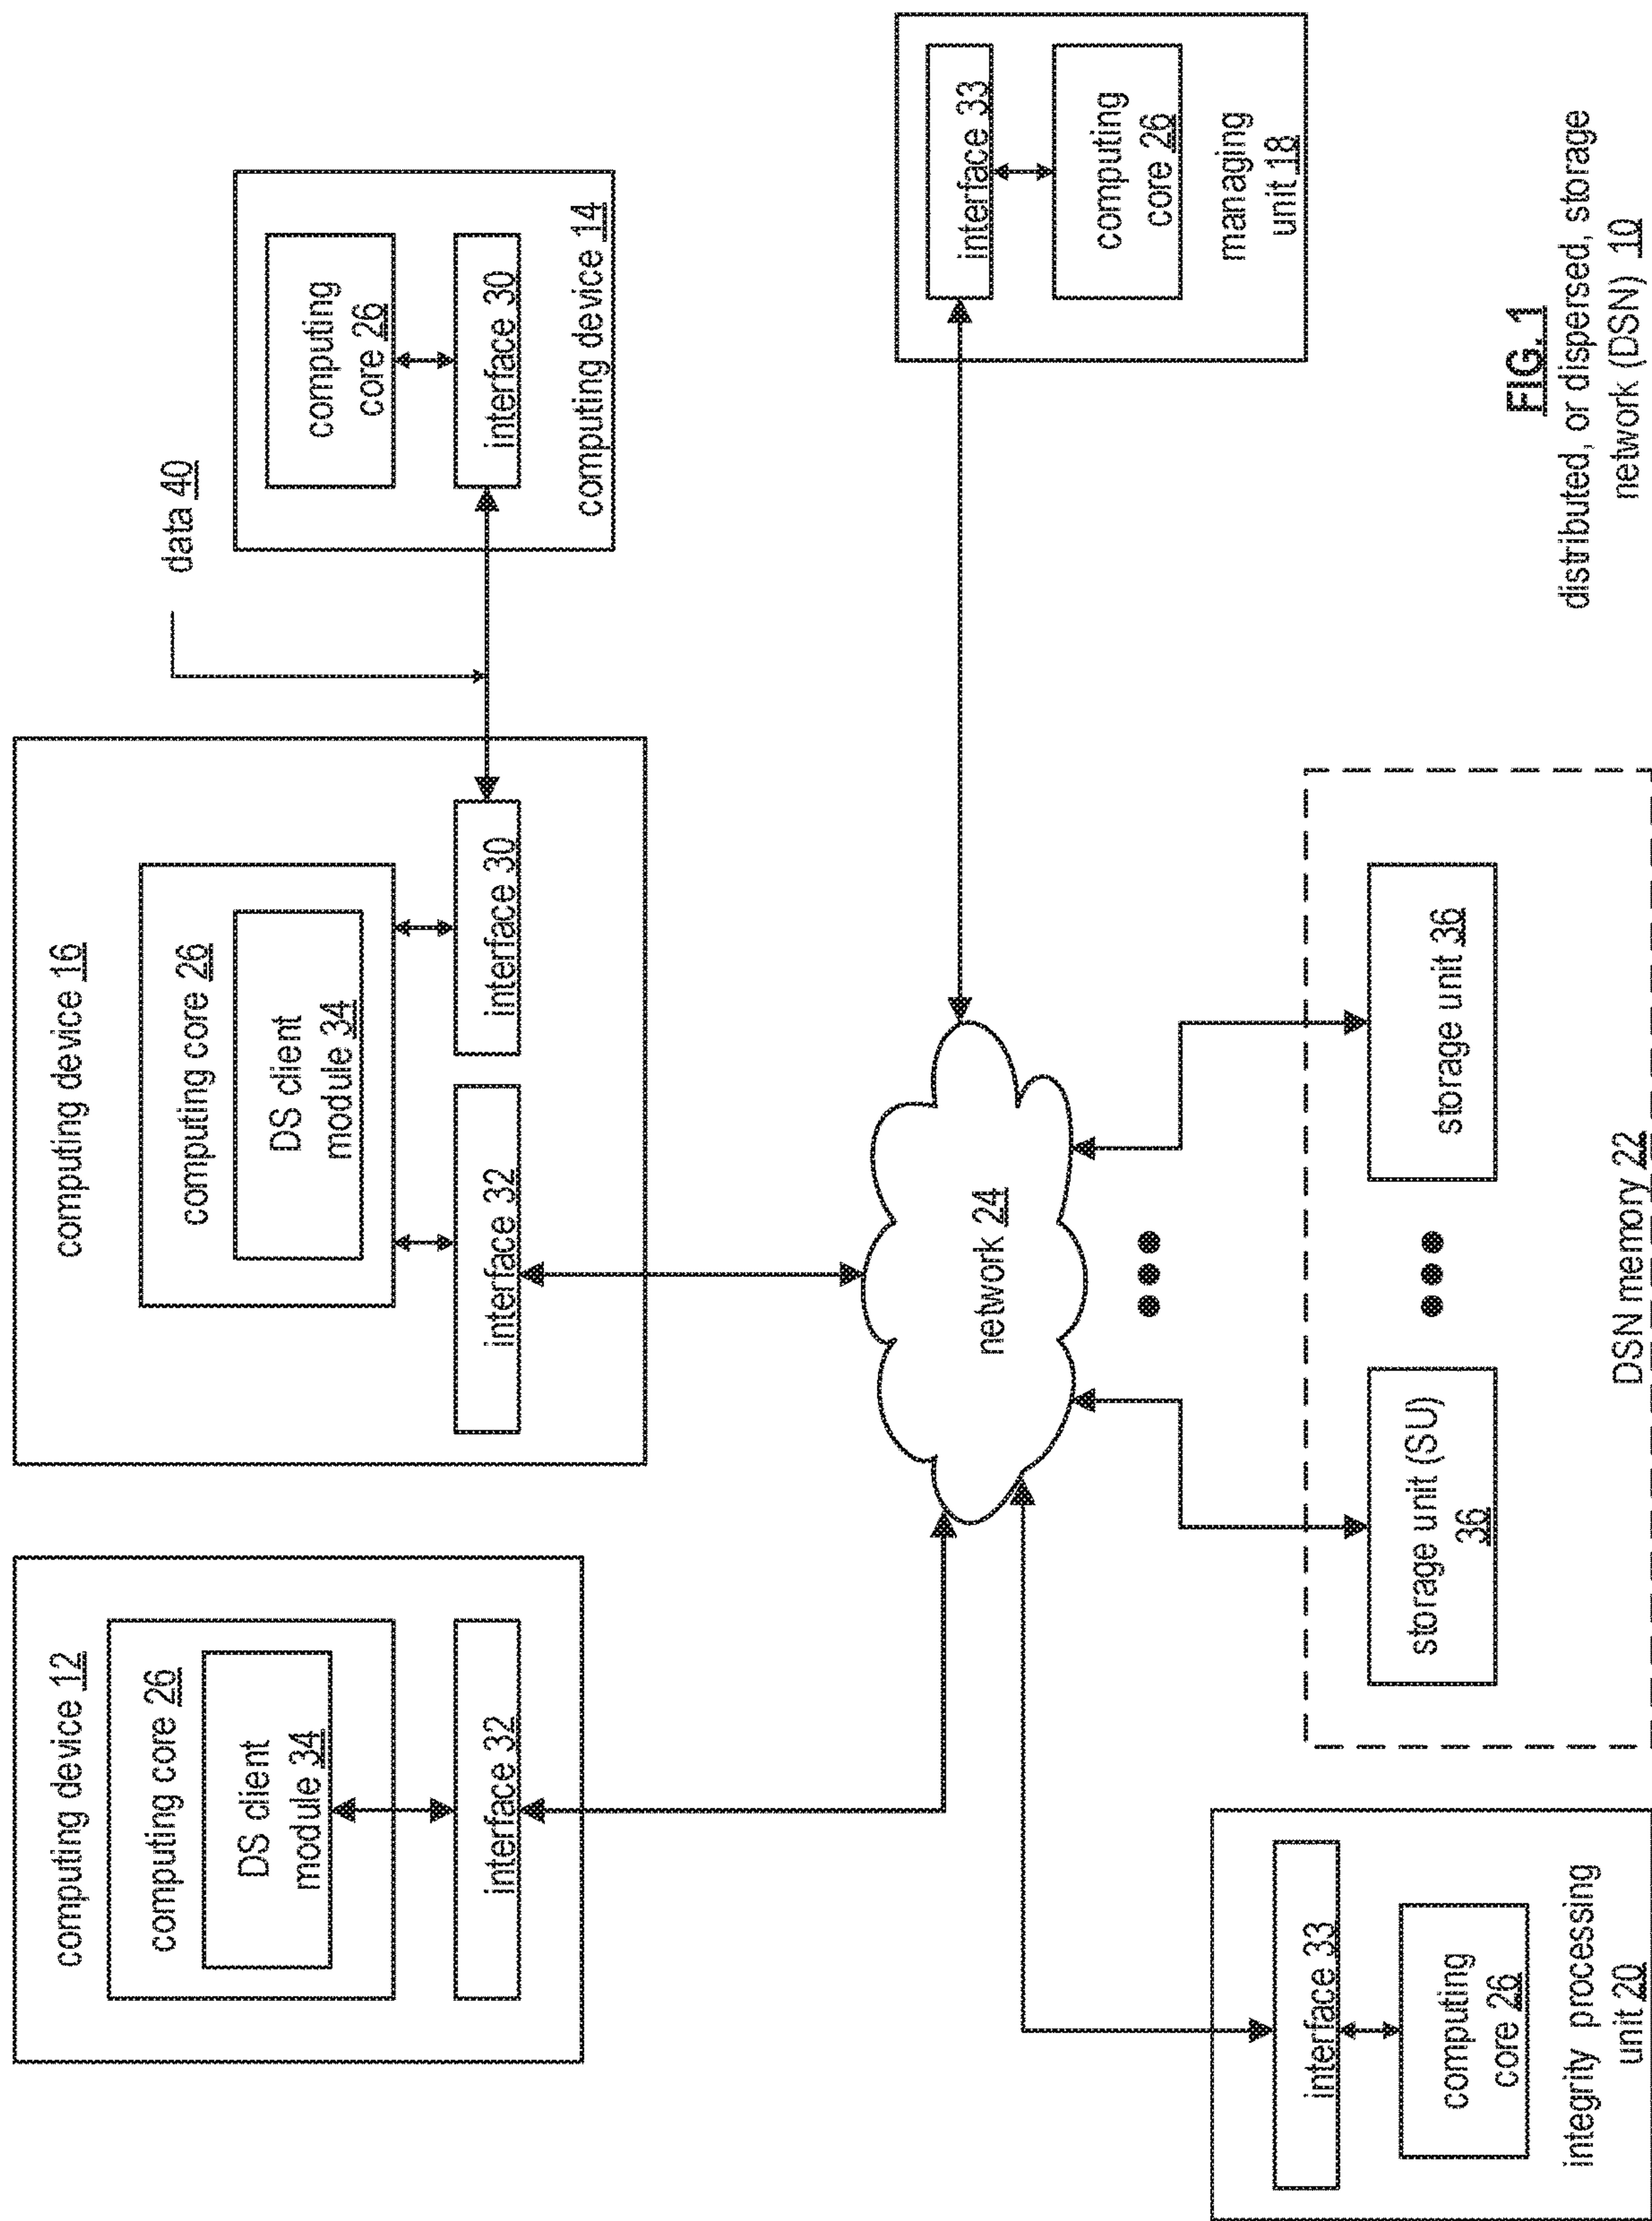 computing device 12
computing core 26
DS client
module 34
interface 32
computing device 16
computing core 26
DS client
module 34
interface 32
interface 30
data 40
computing
core 26
interface 30
computing device 14
network 24
interface 33
computing
core 26
managing
unit 18
interface 33
computing
core 26
integrity processing
unit 20
storage unit (SU)
36
storage unit 36
DSN memory 22
FIG. 1
distributed, or dispersed, storage
network (DSN) 10